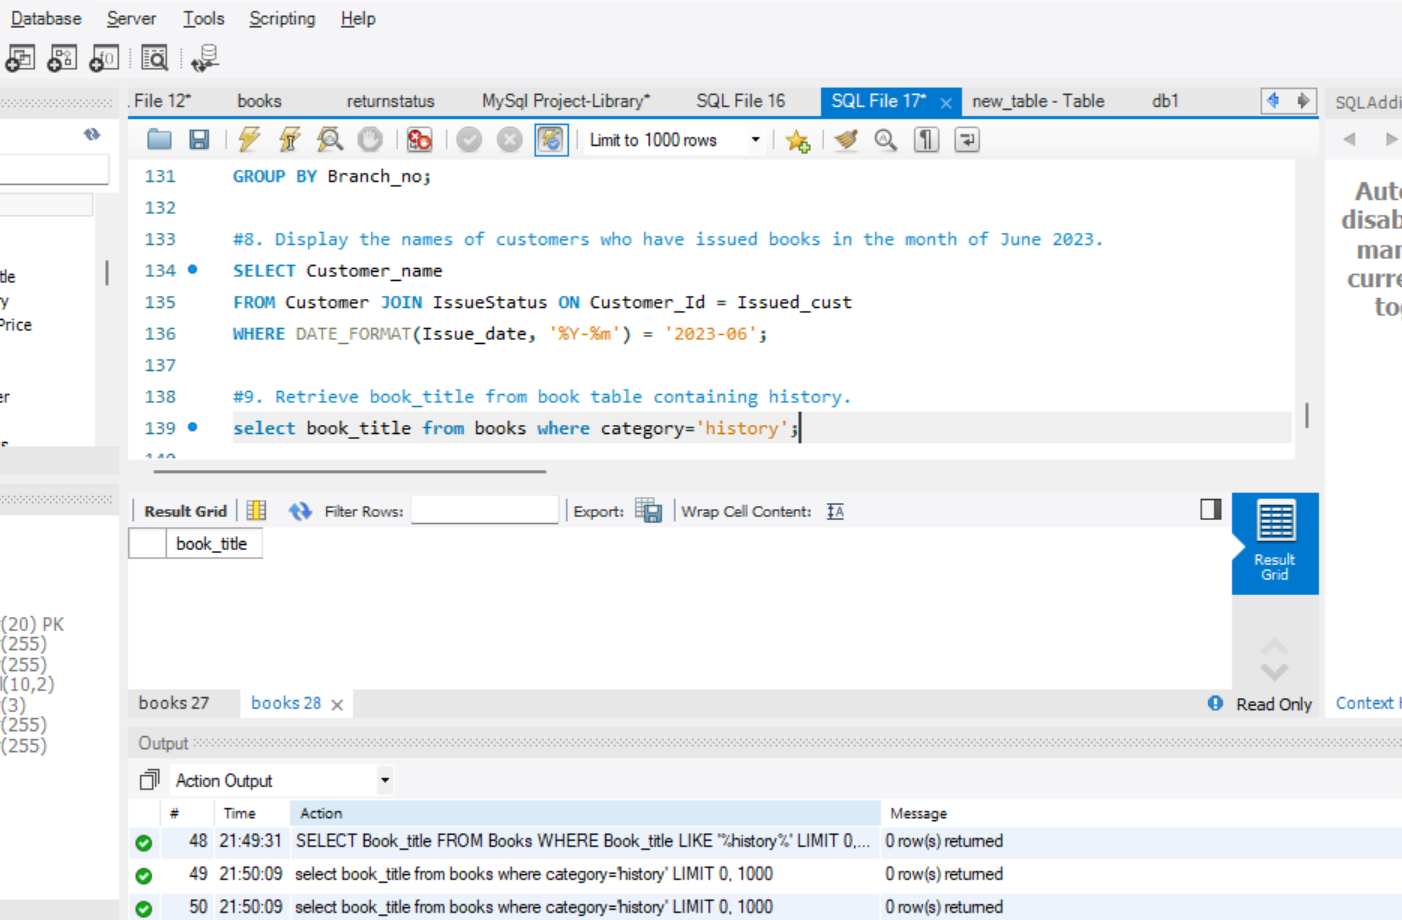 Database Server Tools Scripting Help
. File 12* books returnstatus MySql Project-Library* SQL File 16 SQL File 17* new_table - Table db1
SQLAddi
Limit to 1000 rows
131 GROUP BY Branch_no;
132
133 #8. Display the names of customers who have issued books in the month of June 2023.
134 SELECT Customer_name
135 FROM Customer JOIN IssueStatus ON Customer_Id = Issued_cust
136 WHERE DATE_FORMAT(Issue_date, '%Y-%m') = '2023-06';
137
138 #9. Retrieve book_title from book table containing history.
139 select book_title from books where category='history';
140
tle
y
Price
er
(20) PK
(255)
(255)
l(10,2)
(3)
(255)
(255)
Aut
disab
man
curre
tog
Result Grid Filter Rows: Export: Wrap Cell Content:
book_title
Result
Grid
books 27 books 28 Read Only
Context H
Output
Action Output
# Time Action Message
48 21:49:31 SELECT Book_title FROM Books WHERE Book_title LIKE '%history%' LIMIT 0,... 0 row(s) returned
49 21:50:09 select book_title from books where category='history' LIMIT 0, 1000 0 row(s) returned
50 21:50:09 select book_title from books where category='history' LIMIT 0, 1000 0 row(s) returned